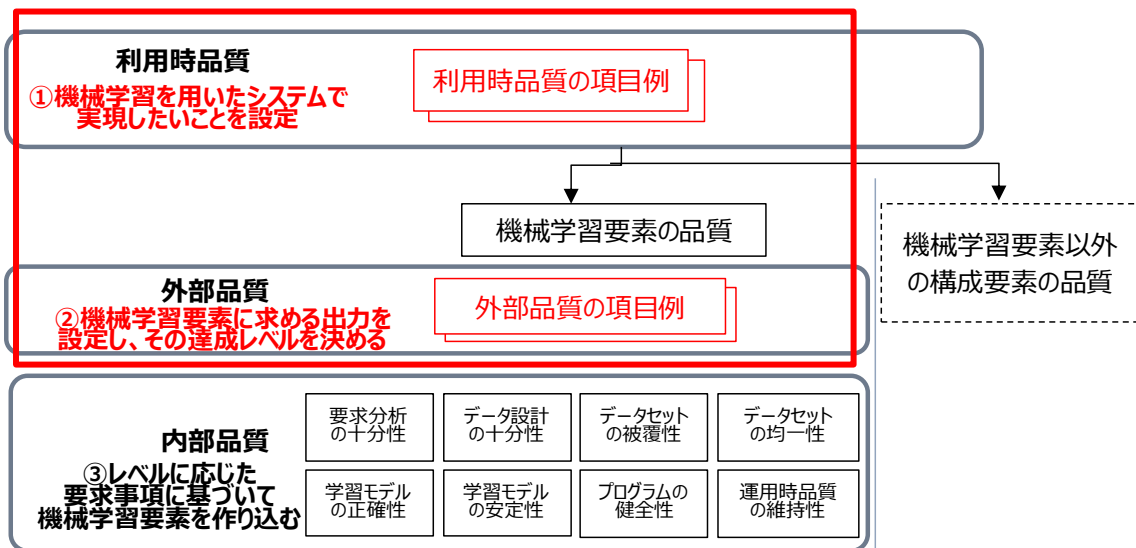 利用時品質
①機械学習を用いたシステムで
実現したいことを設定
利用時品質の項目例
機械学習要素の品質
機械学習要素以外
の構成要素の品質
外部品質
②機械学習要素に求める出力を
設定し、その達成レベルを決める
外部品質の項目例
内部品質
③レベルに応じた
要求事項に基づいて
機械学習要素を作り込む
要求分析
の十分性
データ設計
の十分性
データセット
の被覆性
データセット
の均一性
学習モデル
の正確性
学習モデル
の安定性
プログラムの
健全性
運用時品質
の維持性